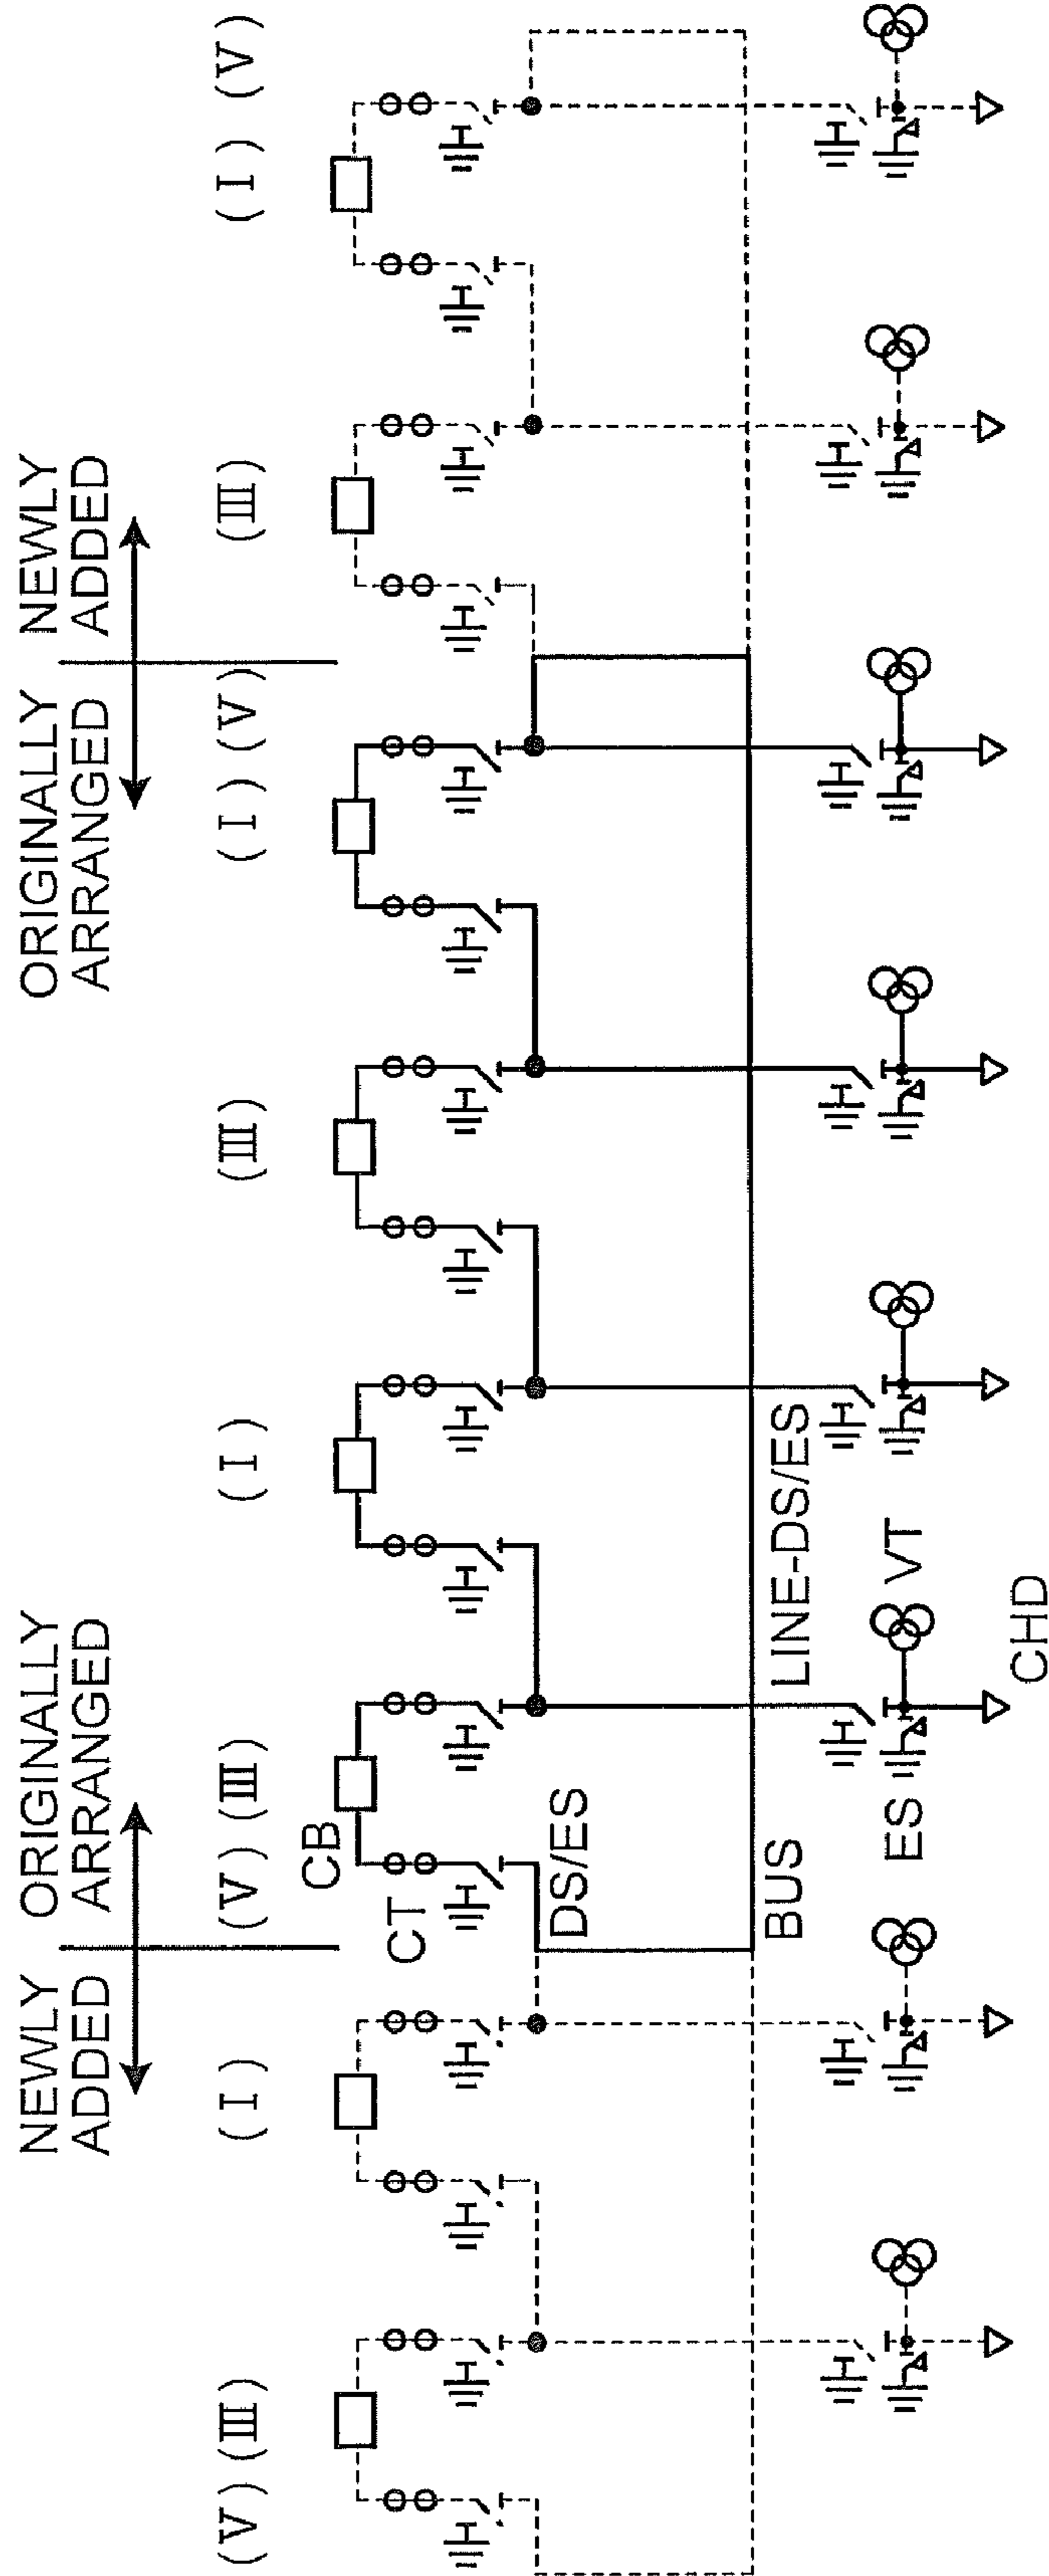 NEWLY
ADDED
ORIGINALLY
ARRANGED
ORIGINALLY
ARRANGED
NEWLY
ADDED
(V) (III)
(I)
(V) (III)
(I)
(III)
(I) (V)
(III)
(I) (V)
CB
CT
DS/ES
BUS
LINE-DS/ES
ES
VT
CHD